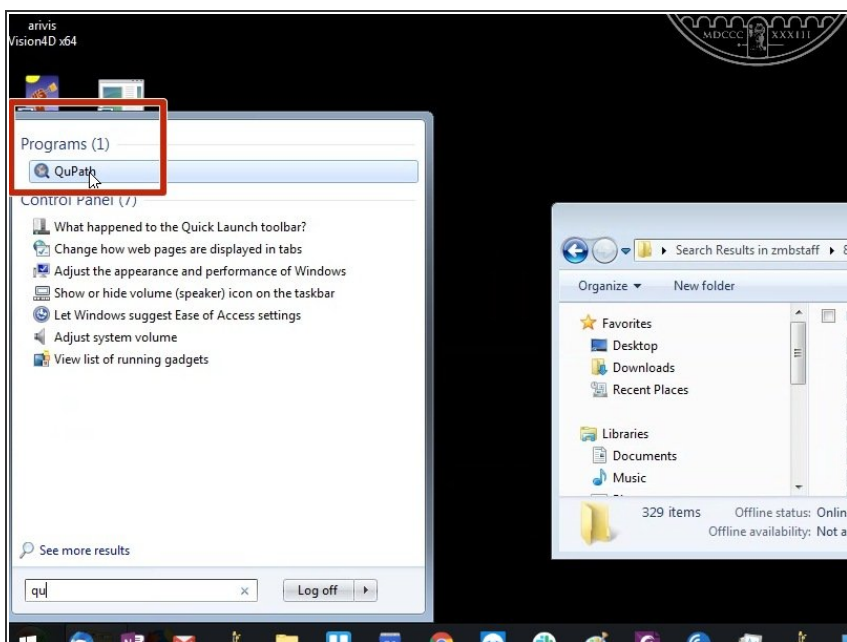 arivis
Vision4D x64
MDCCC XXXIII
Programs (1)
QuPath
Control Panel (7)
What happened to the Quick Launch toolbar?
Change how web pages are displayed in tabs
Adjust the appearance and performance of Windows
Show or hide volume (speaker) icon on the taskbar
Let Windows suggest Ease of Access settings
Adjust system volume
View list of running gadgets
See more results
qu
Log off
Search Results in zmbstaff
Organize
New folder
Favorites
Desktop
Downloads
Recent Places
Libraries
Documents
Music
329 items
Offline status: Onlin
Offline availability: Not a